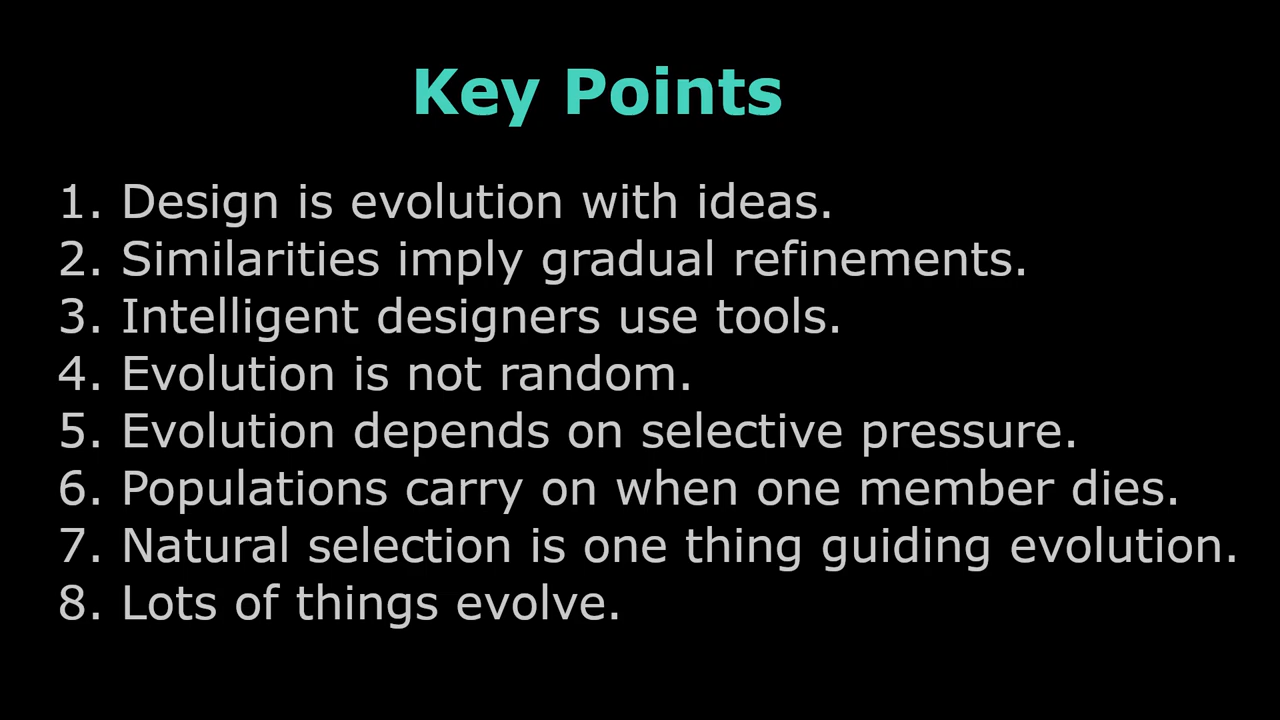 Key Points
1. Design is evolution with ideas.
2. Similarities imply gradual refinements.
3. Intelligent designers use tools.
4. Evolution is not random.
5. Evolution depends on selective pressure.
6. Populations carry on when one member dies.
7. Natural selection is one thing guiding evolution.
8. Lots of things evolve.